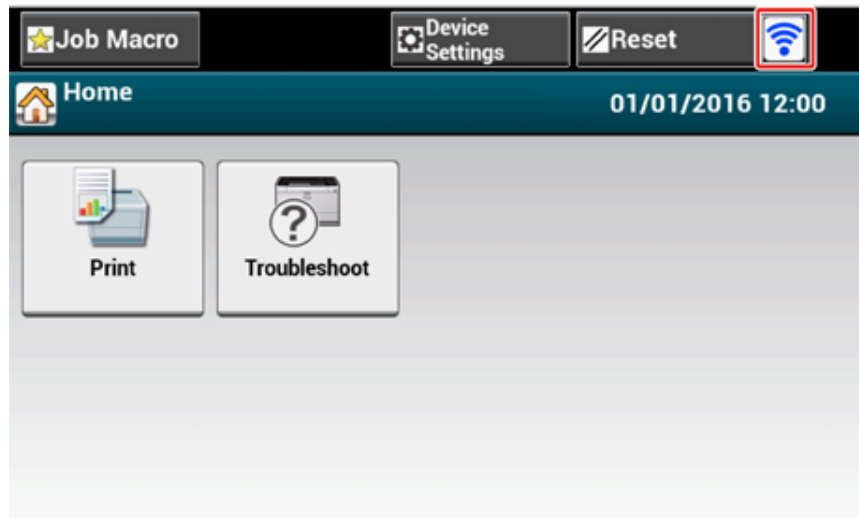 Job Macro
Device
Settings
Reset
Home
01/01/2016 12:00
Print
Troubleshoot